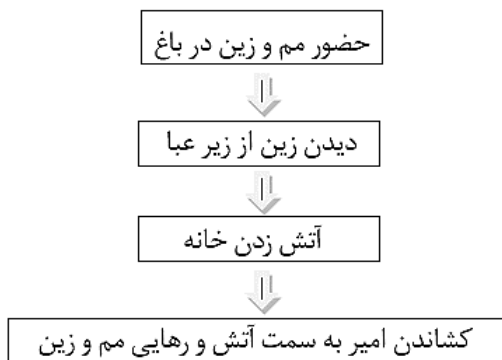 حضور مم و زین در باغ
دیدن زین از زیر عبا
آتش زدن خانه
کشاندن امیر به سمت آتش و رهایی مم و زین